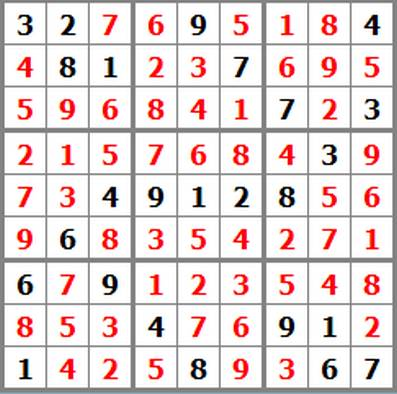 3 2 7 6 9 5 1 8 4
4 8 1 2 3 7 6 9 5
5 9 6 8 4 1 7 2 3
2 1 5 7 6 8 4 3 9
7 3 4 9 1 2 8 5 6
9 6 8 3 5 4 2 7 1
6 7 9 1 2 3 5 4 8
8 5 3 4 7 6 9 1 2
1 4 2 5 8 9 3 6 7